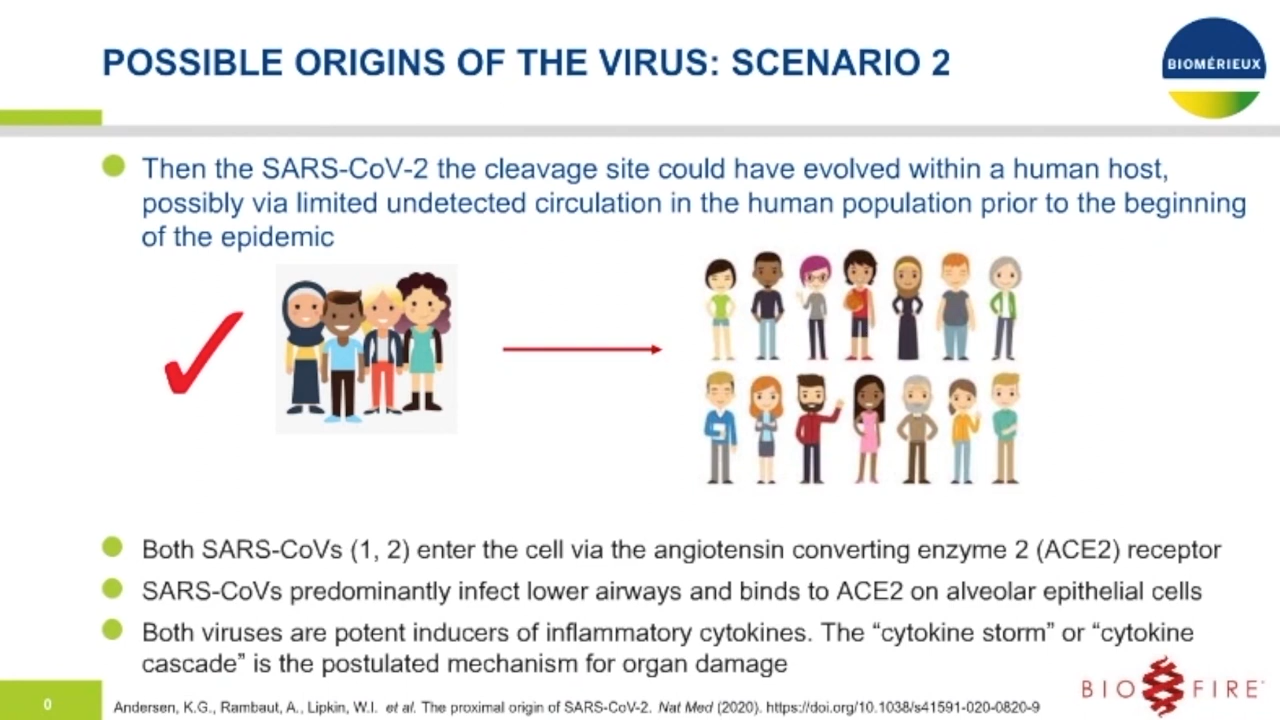 POSSIBLE ORIGINS OF THE VIRUS: SCENARIO 2
BIOMÉRIEUX
Then the SARS-CoV-2 the cleavage site could have evolved within a human host,
possibly via limited undetected circulation in the human population prior to the beginning
of the epidemic
Both SARS-CoVs (1, 2) enter the cell via the angiotensin converting enzyme 2 (ACE2) receptor
SARS-CoVs predominantly infect lower airways and binds to ACE2 on alveolar epithelial cells
Both viruses are potent inducers of inflammatory cytokines. The “cytokine storm” or “cytokine
cascade” is the postulated mechanism for organ damage
BIO FIRE
0
Andersen, K.G., Rambaut, A., Lipkin, W.I. et al. The proximal origin of SARS-CoV-2. Nat Med (2020). https://doi.org/10.1038/s41591-020-0820-9